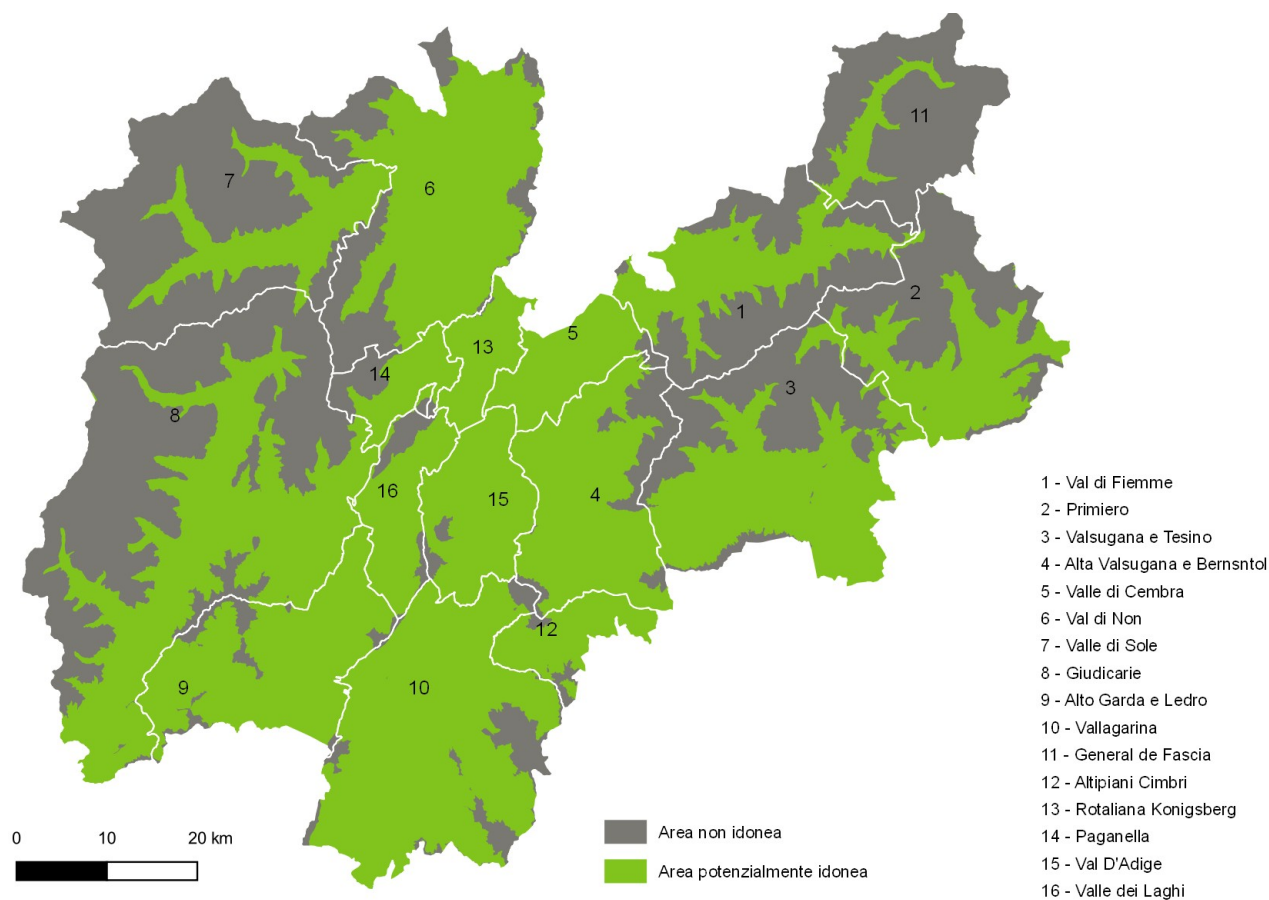 11
7
6
2
1
5
13
14
3
8
16
15
4
12
9
10
1 - Val di Fiemme
2 - Primiero
3 - Valsugana e Tesino
4 - Alta Valsugana e Bernsntol
5 - Valle di Cembra
6 - Val di Non
7 - Valle di Sole
8 - Giudicarie
9 - Alto Garda e Ledro
10 - Vallagarina
11 - General de Fascia
12 - Altipiani Cimbri
13 - Rotaliana Konigsberg
14 - Paganella
15 - Val D'Adige
16 - Valle dei Laghi
0 10 20 km
Area non idonea
Area potenzialmente idonea